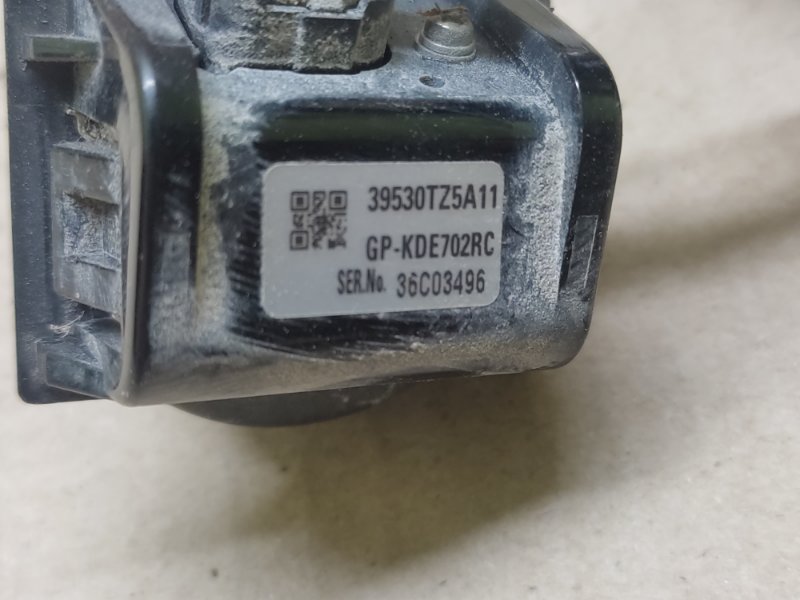 39530TZ5A11
GP-KDE702RC
SER.No. 36C03496